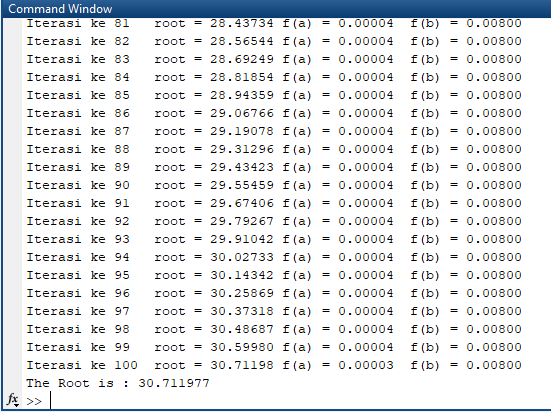 Command Window
Iterasi ke 81 root = 28.43734 f(a) = 0.00004 f(b) = 0.00800
Iterasi ke 82 root = 28.56544 f(a) = 0.00004 f(b) = 0.00800
Iterasi ke 83 root = 28.69249 f(a) = 0.00004 f(b) = 0.00800
Iterasi ke 84 root = 28.81854 f(a) = 0.00004 f(b) = 0.00800
Iterasi ke 85 root = 28.94359 f(a) = 0.00004 f(b) = 0.00800
Iterasi ke 86 root = 29.06766 f(a) = 0.00004 f(b) = 0.00800
Iterasi ke 87 root = 29.19078 f(a) = 0.00004 f(b) = 0.00800
Iterasi ke 88 root = 29.31296 f(a) = 0.00004 f(b) = 0.00800
Iterasi ke 89 root = 29.43423 f(a) = 0.00004 f(b) = 0.00800
Iterasi ke 90 root = 29.55459 f(a) = 0.00004 f(b) = 0.00800
Iterasi ke 91 root = 29.67406 f(a) = 0.00004 f(b) = 0.00800
Iterasi ke 92 root = 29.79267 f(a) = 0.00004 f(b) = 0.00800
Iterasi ke 93 root = 29.91042 f(a) = 0.00004 f(b) = 0.00800
Iterasi ke 94 root = 30.02733 f(a) = 0.00004 f(b) = 0.00800
Iterasi ke 95 root = 30.14342 f(a) = 0.00004 f(b) = 0.00800
Iterasi ke 96 root = 30.25869 f(a) = 0.00004 f(b) = 0.00800
Iterasi ke 97 root = 30.37318 f(a) = 0.00004 f(b) = 0.00800
Iterasi ke 98 root = 30.48687 f(a) = 0.00004 f(b) = 0.00800
Iterasi ke 99 root = 30.59980 f(a) = 0.00004 f(b) = 0.00800
Iterasi ke 100 root = 30.71198 f(a) = 0.00003 f(b) = 0.00800
The Root is : 30.711977
fx >>